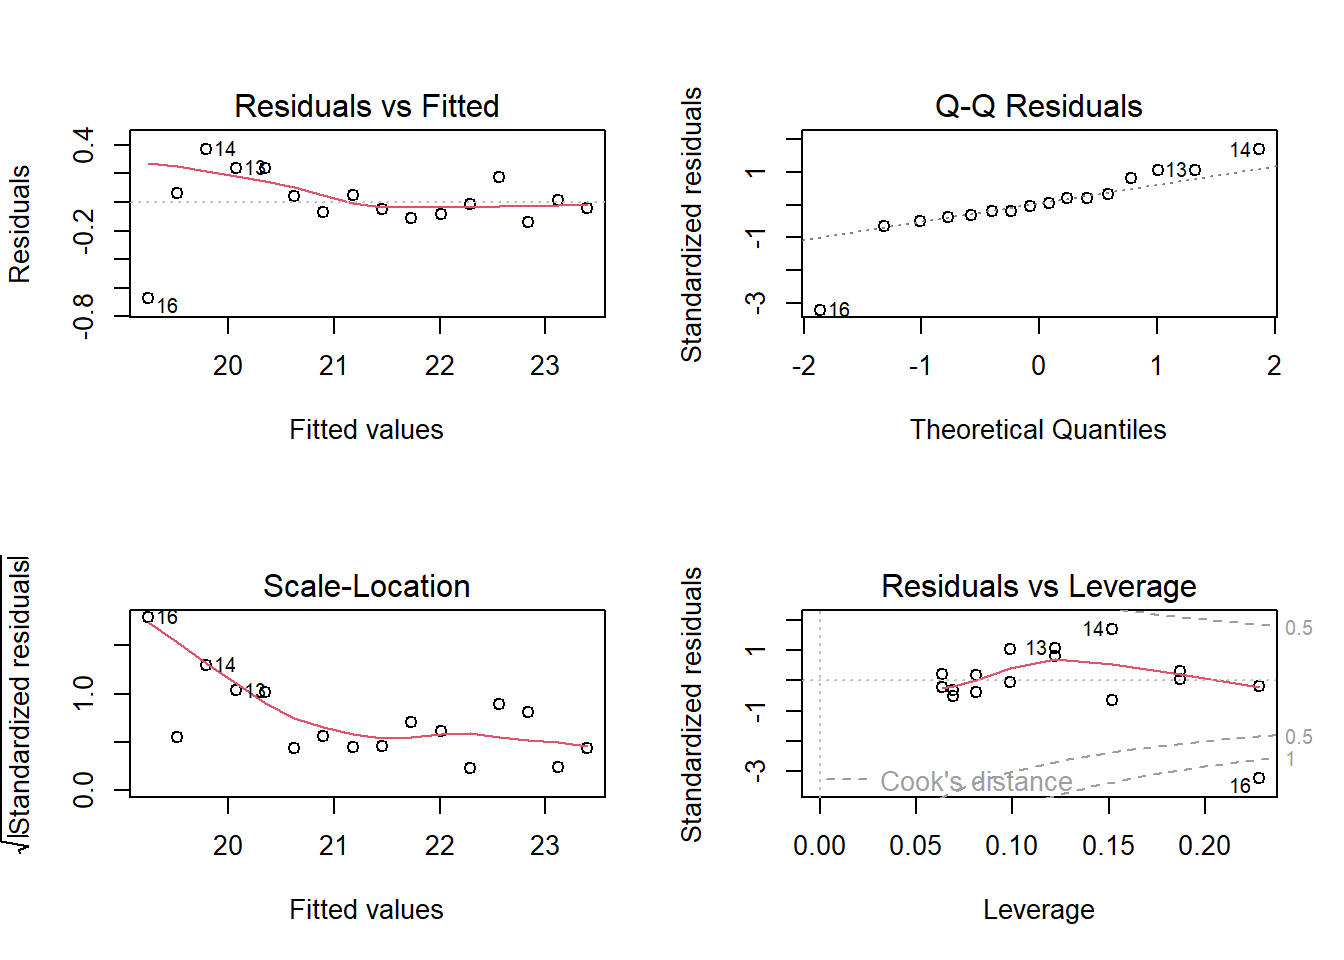 Residuals vs Fitted
Residuals
0.4
-0.2
-0.8
14
13
16
20 21 22 23
Fitted values
Q-Q Residuals
Standardized residuals
1
-1
-3
14
13
16
-2 -1 0 1 2
Theoretical Quantiles
Scale-Location
√|Standardized residuals|
1.0
0.0
16
14
13
20 21 22 23
Fitted values
Residuals vs Leverage
Standardized residuals
1
-1
-3
14
13
16
0.5
0.5
1
Cook's distance
0.00 0.05 0.10 0.15 0.20
Leverage